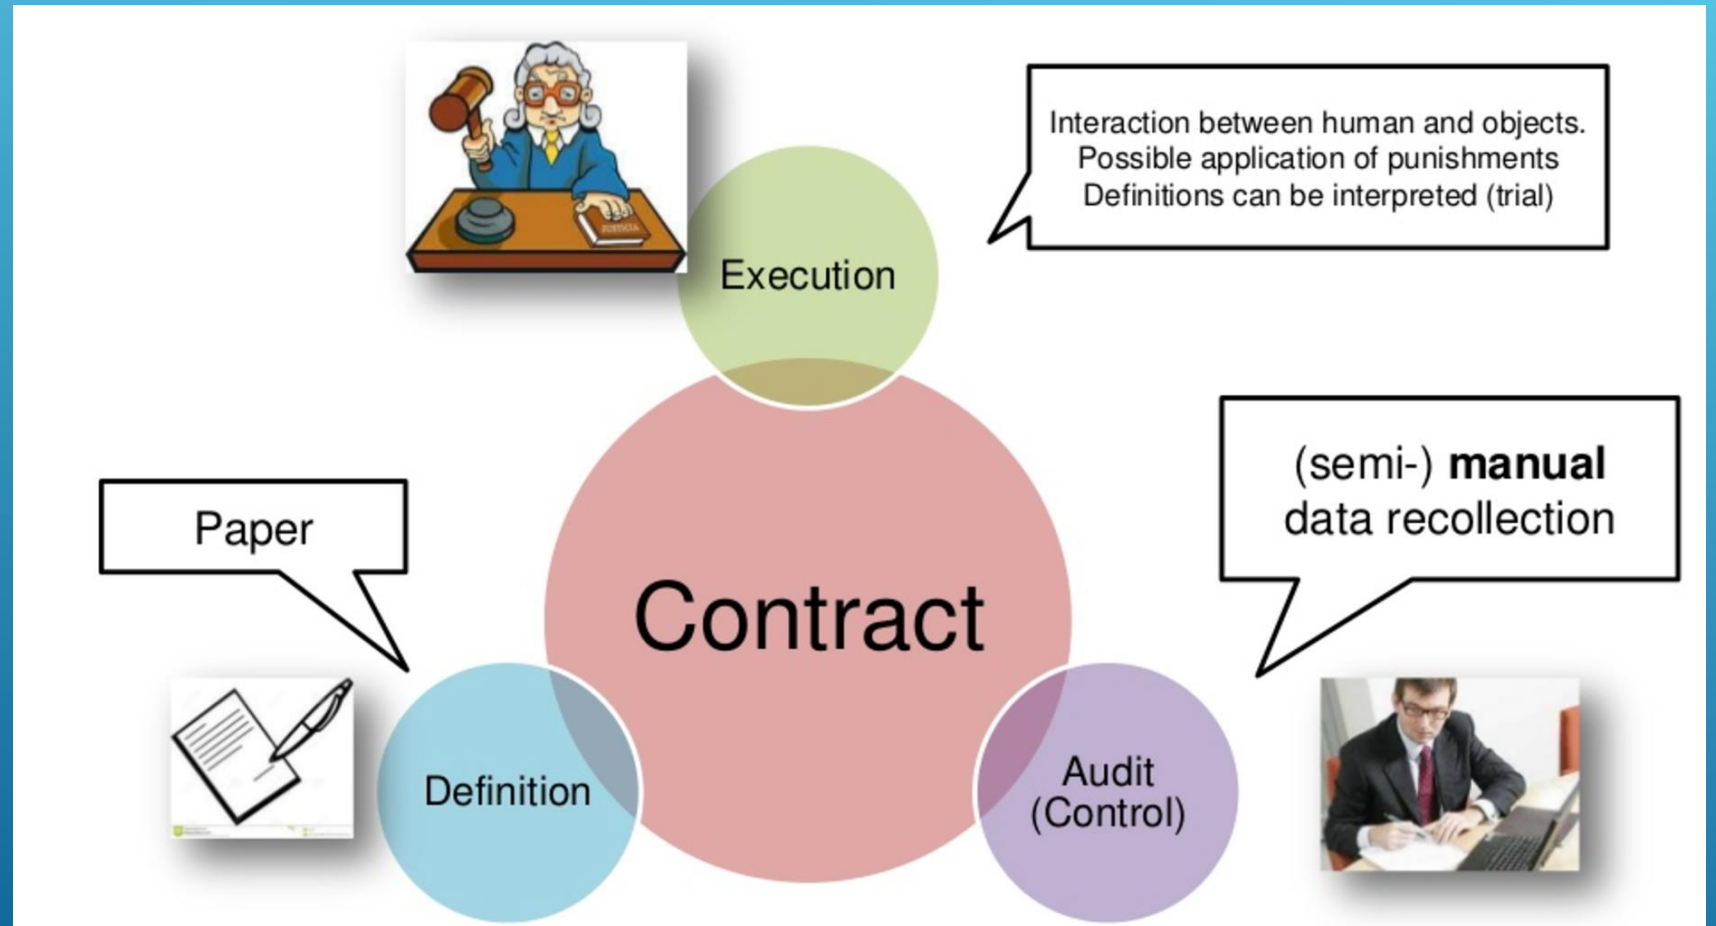 Interaction between human and objects.
Possible application of punishments
Definitions can be interpreted (trial)
JUSTICIA
Execution
(semi-) manual
data recollection
Paper
Contract
Definition
Audit
(Control)